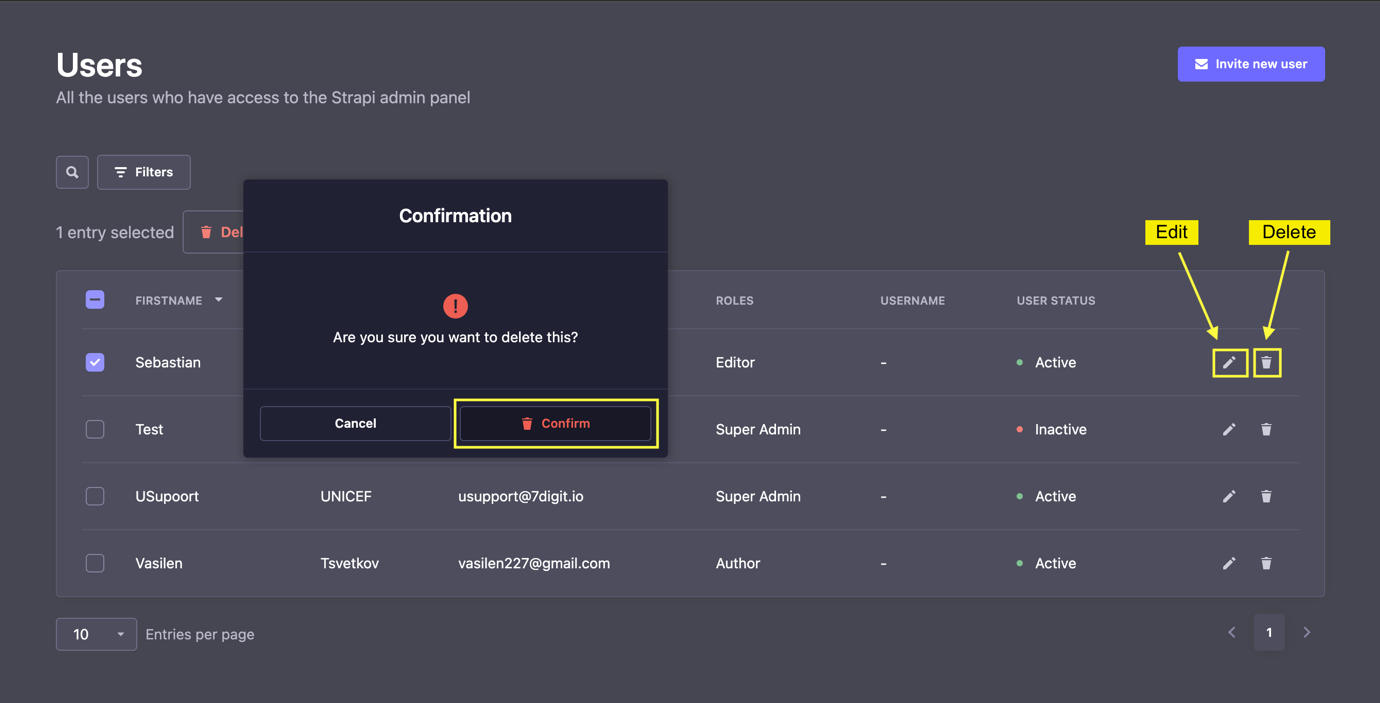 Users
Invite new user
All the users who have access to the Strapi admin panel
Filters
Confirmation
1 entry selected
Del
Edit
Delete
FIRSTNAME
ROLES
USERNAME
USER STATUS
!
Are you sure you want to delete this?
Sebastian
Editor
-
Active
Cancel
Confirm
Test
Super Admin
-
Inactive
USupoort
UNICEF
usupport@7digit.io
Super Admin
-
Active
Vasilen
Tsvetkov
vasilen227@gmail.com
Author
-
Active
10
Entries per page
1